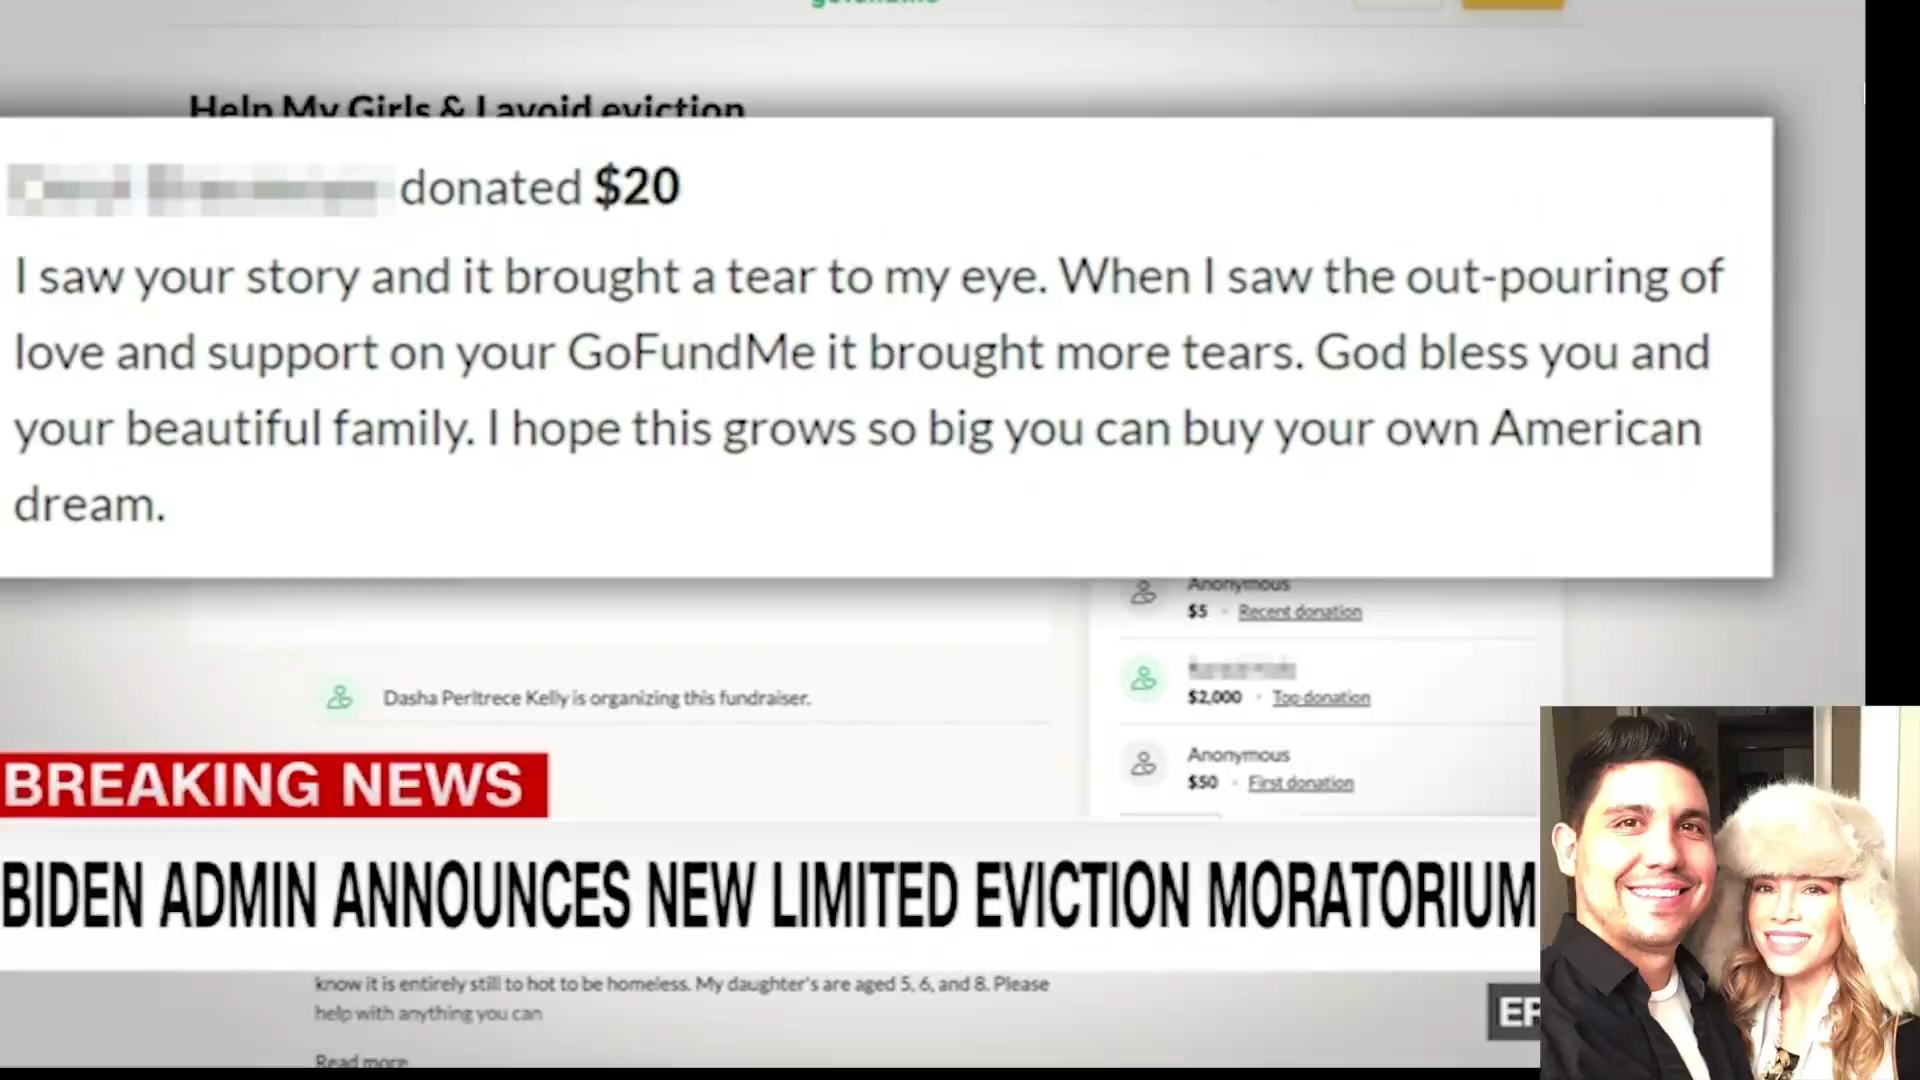 Help My Girls & I avoid eviction
donated $20
I saw your story and it brought a tear to my eye. When I saw the out-pouring of
love and support on your GoFundMe it brought more tears. God bless you and
your beautiful family. I hope this grows so big you can buy your own American
dream.
Anonymous
$5 · Recent donation
$2,000 · Top donation
Anonymous
$50 · First donation
Dasha Perltrece Kelly is organizing this fundraiser.
BREAKING NEWS
BIDEN ADMIN ANNOUNCES NEW LIMITED EVICTION MORATORIUM
know it is entirely still to hot to be homeless. My daughter's are aged 5, 6, and 8. Please
help with anything you can
Read more